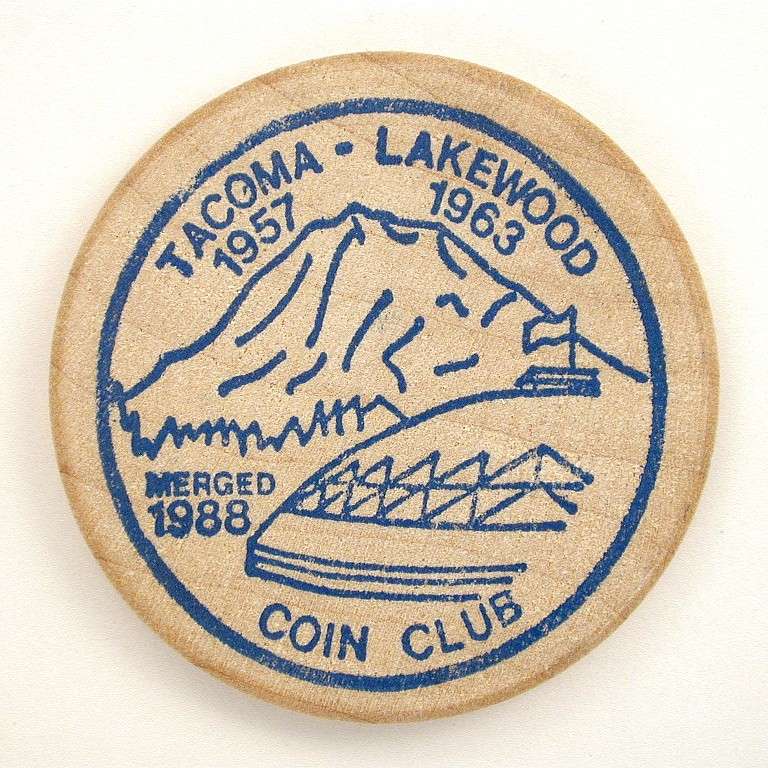 TACOMA - LAKEWOOD
1957 1963
MERGED
1988
COIN CLUB